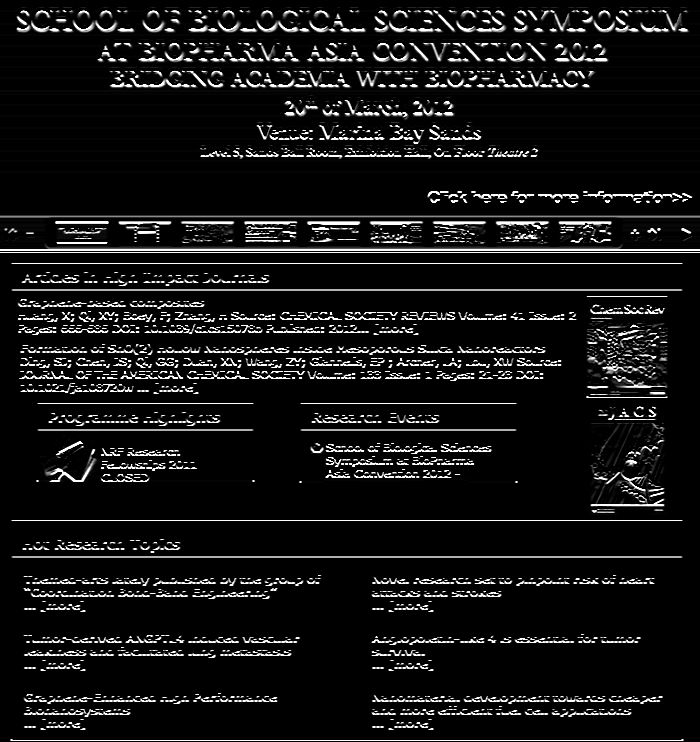 SCHOOL OF BIOLOGICAL SCIENCES SYMPOSIUM
AT BIOPHARMA ASIA CONVENTION 2012
BRIDGING ACADEMIA WITH BIOPHARMACY
20th of March, 2012
Venue: Marina Bay Sands
Level 5, Sands Ball Room, Exhibition Hall, On Floor Theatre 2
Click here for more information>>
Articles in High Impact Journals
Graphene-based composites
Huang, X; Qi, XY; Boey, F; Zhang, H Source: CHEMICAL SOCIETY REVIEWS Volume: 41 Issue: 2
Pages: 666-686 DOI: 10.1039/c1cs15078b Published: 2012... [more]
Chem Soc Rev
Formation of SnO(2) Hollow Nanospheres inside Mesoporous Silica Nanoreactors
Ding, SJ; Chen, JS; Qi, GG; Duan, XN; Wang, ZY; Giannelis, EP ; Archer, LA; Lou, XW Source:
JOURNAL OF THE AMERICAN CHEMICAL SOCIETY Volume: 133 Issue: 1 Pages: 21-23 DOI:
10.1021/ja108720w ... [more]
JACS
Programme Highlights
Research Events
NRF Research
Fellowships 2011
CLOSED
School of Biological Sciences
Symposium at BioPharma
Asia Convention 2012 -
Hot Research Topics
Themed-arts lately published by the group of
"Coordination Bond-Band Engineering"
... [more]
Novel research set to pinpoint risk of heart
attacks and strokes
... [more]
Tumor-derived ANGPTL4 induced vascular
leakiness and facilitated lung metastasis
... [more]
Angiopoietin-like 4 is essential for tumor
survival
... [more]
Graphene-Enhanced High Performance
Bionanosystems
... [more]
Nanomaterial development towards cheaper
and more efficient fuel cell applications
... [more]